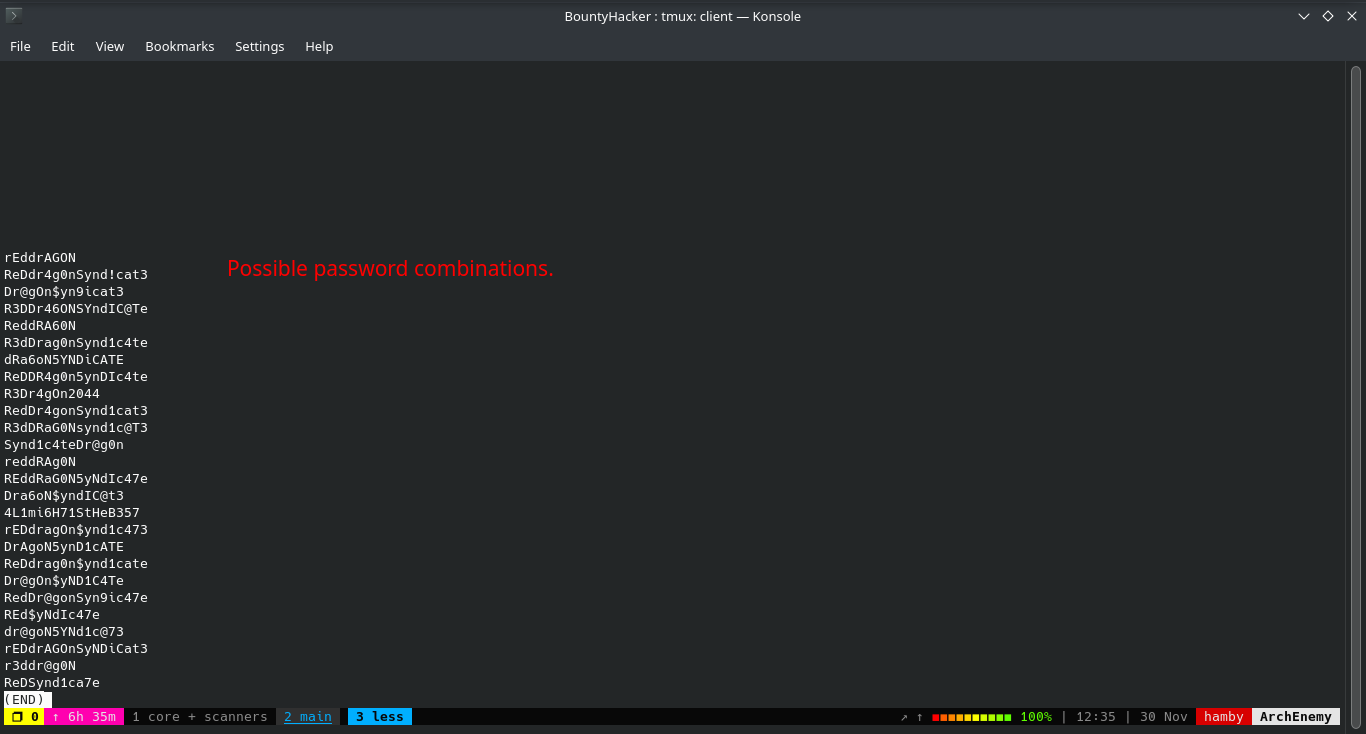 BountyHacker : tmux: client — Konsole
File Edit View Bookmarks Settings Help
rEddrAGON
ReDdr4g0nSynd!cat3
Possible password combinations.
Dr@gOn$yn9icat3
R3DDr46ONSYndIC@Te
ReddRA60N
R3dDrag0nSynd1c4te
dRa6oN5YNDiCATE
ReDDR4g0n5ynDIc4te
R3Dr4gOn2044
RedDr4gonSynd1cat3
R3dDRaG0Nsynd1c@T3
Synd1c4teDr@g0n
reddRAg0N
REddRaG0N5yNdIc47e
Dra6oN$yndIC@t3
4L1mi6H71StHeB357
rEDdragOn$ynd1c473
DrAgoN5ynD1cATE
ReDdrag0n$ynd1cate
Dr@gOn$yND1C4Te
RedDr@gonSyn9ic47e
REd$yNdIc47e
dr@goN5YNd1c@73
rEDdrAGOnSyNDiCat3
r3ddr@g0N
ReDSynd1ca7e
(END)
0 ↑ 6h 35m 1 core + scanners 2 main 3 less ↗ ↑ 100% | 12:35 | 30 Nov hamby ArchEnemy